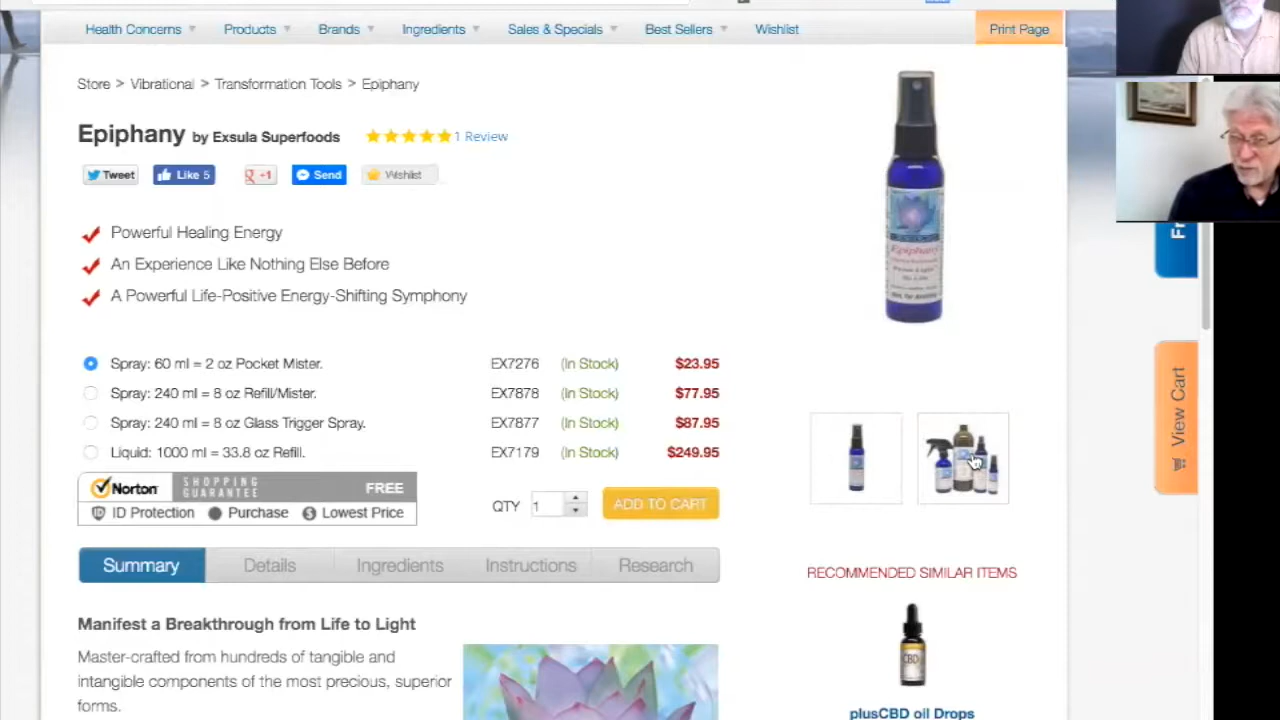 Health Concerns Products Brands Ingredients Sales & Specials Best Sellers Wishlist Print Page
Store > Vibrational > Transformation Tools > Epiphany
Epiphany by Exsula Superfoods 1 Review
Tweet Like 5 +1 Send Wishlist
Powerful Healing Energy
An Experience Like Nothing Else Before
A Powerful Life-Positive Energy-Shifting Symphony
Spray: 60 ml = 2 oz Pocket Mister. EX7276 (In Stock) $23.95
Spray: 240 ml = 8 oz Refill/Mister. EX7878 (In Stock) $77.95
Spray: 240 ml = 8 oz Glass Trigger Spray. EX7877 (In Stock) $87.95
Liquid: 1000 ml = 33.8 oz Refill. EX7179 (In Stock) $249.95
Norton SHOPPING GUARANTEE FREE
ID Protection Purchase Lowest Price
QTY 1 ADD TO CART
Summary Details Ingredients Instructions Research
Manifest a Breakthrough from Life to Light
Master-crafted from hundreds of tangible and
intangible components of the most precious, superior
forms.
Epiphany
Fr
View Cart
RECOMMENDED SIMILAR ITEMS
CBD
plusCBD oil Drops